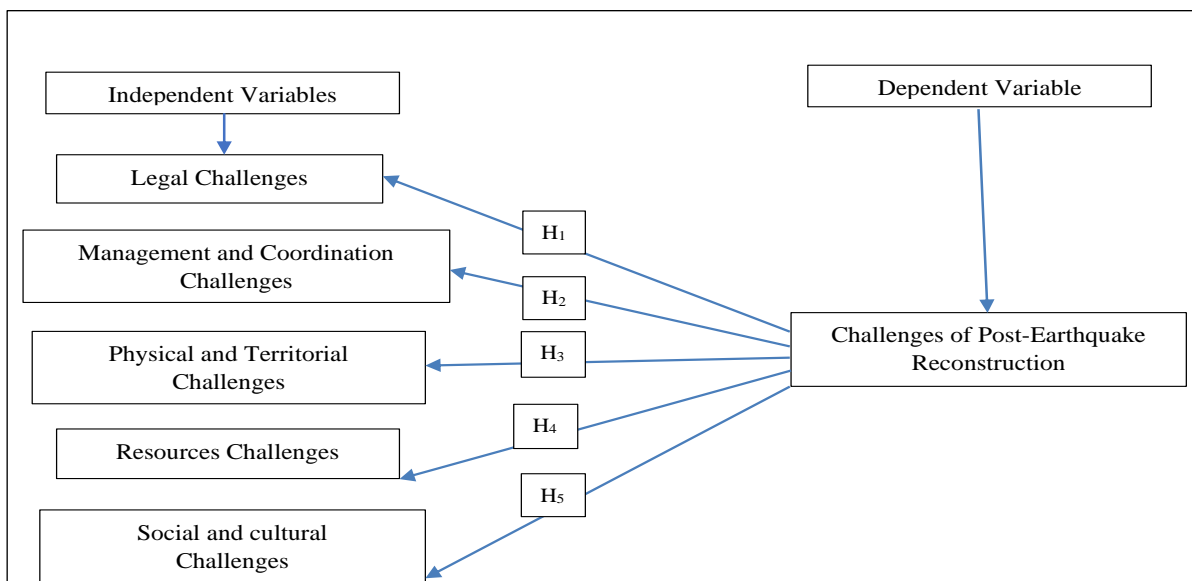 Independent Variables
Dependent Variable
Legal Challenges
H₁
Management and Coordination
Challenges
H₂
Challenges of Post-Earthquake
Reconstruction
Physical and Territorial
Challenges
H₃
Resources Challenges
H₄
Social and cultural
Challenges
H₅